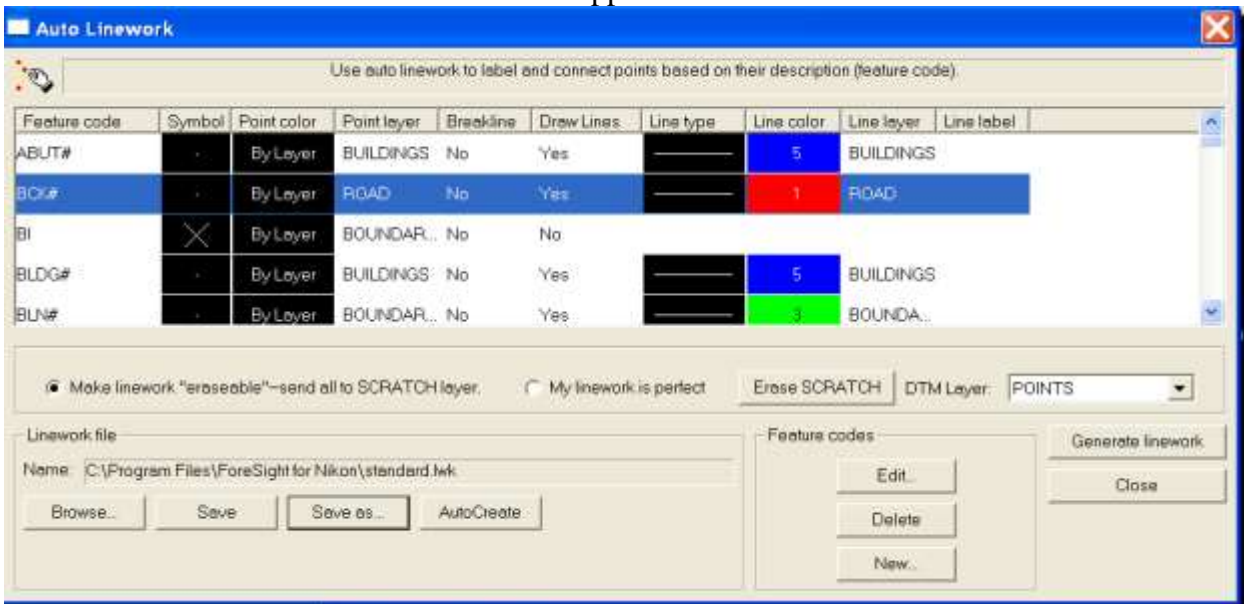 Auto Linework
Use auto linework to label and connect points based on their description (feature code).
Feature code Symbol Point color Point layer Breakline Draw Lines Line type Line color Line layer Line label
ABUT# By Layer BUILDINGS No Yes 5 BUILDINGS
BCK# By Layer ROAD No Yes 1 ROAD
BI By Layer BOUNDAR... No No
BLDG# By Layer BUILDINGS No Yes 5 BUILDINGS
BLN# By Layer BOUNDAR... No Yes 3 BOUNDA...
Make linework "eraseable"--send all to SCRATCH layer. My linework is perfect Erase SCRATCH DTM Layer: POINTS
Linework file
Name: C:\Program Files\ForeSight for Nikon\standard.lwk
Browse... Save Save as... AutoCreate
Feature codes
Edit...
Delete
New...
Generate linework
Close